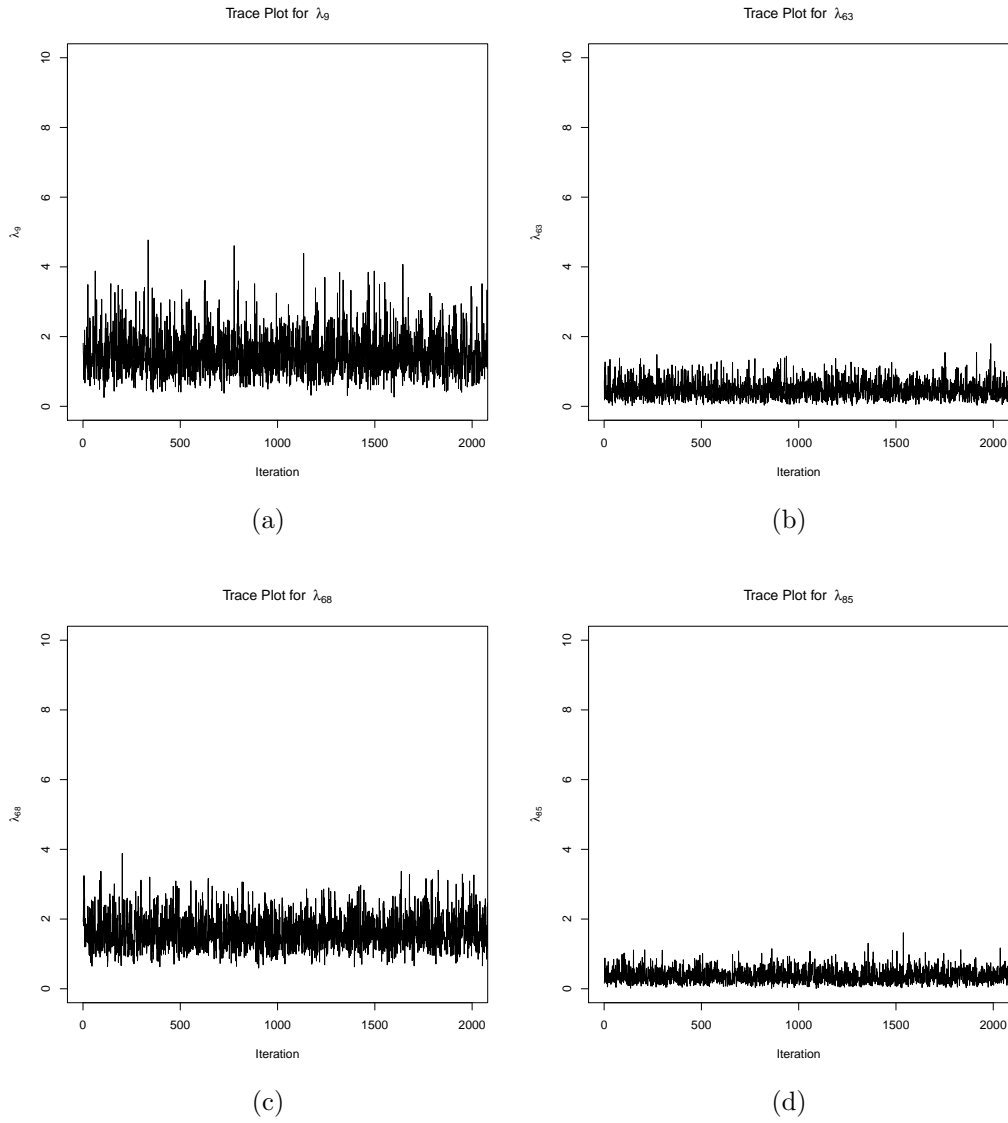 Trace Plot for λ9
10
8
6
4
2
0
λ9
0 500 1000 1500 2000
Iteration
(a)
Trace Plot for λ63
10
8
6
4
2
0
λ63
0 500 1000 1500 2000
Iteration
(b)
Trace Plot for λ68
10
8
6
4
2
0
λ68
0 500 1000 1500 2000
Iteration
(c)
Trace Plot for λ85
10
8
6
4
2
0
λ85
0 500 1000 1500 2000
Iteration
(d)